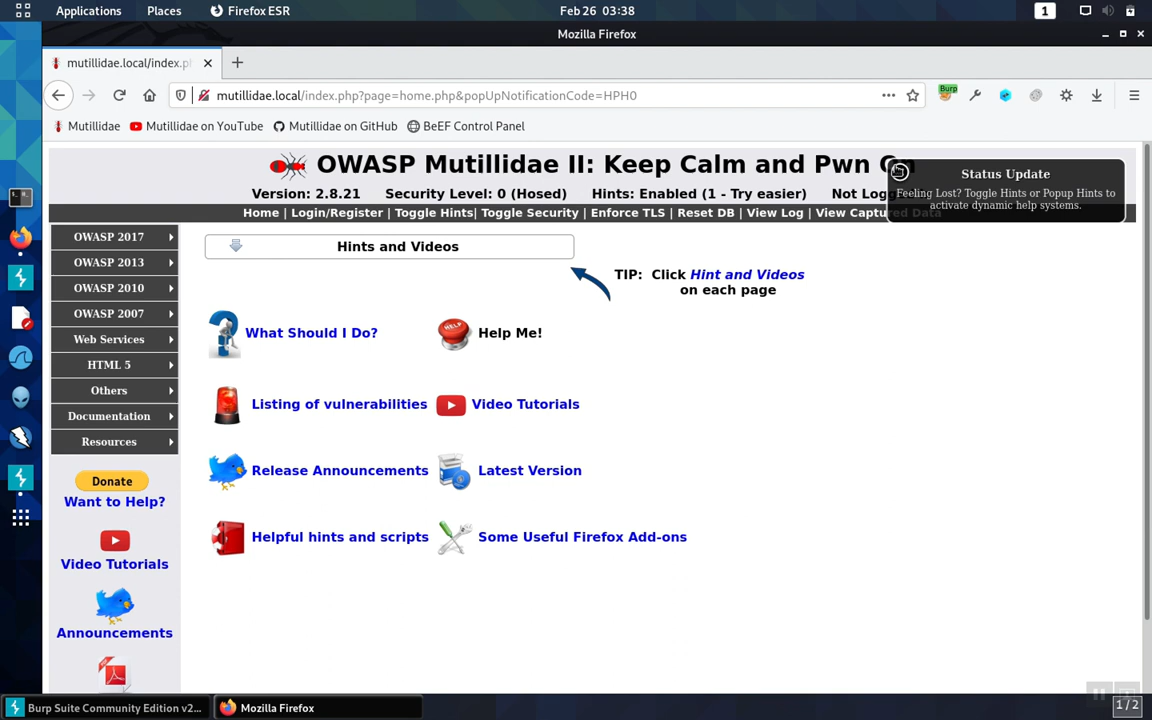 Applications Places Firefox ESR Feb 26 03:38 1
Mozilla Firefox
mutillidae.local/index.p
mutillidae.local/index.php?page=home.php&popUpNotificationCode=HPH0 Burp
Mutillidae Mutillidae on YouTube Mutillidae on GitHub BeEF Control Panel
OWASP Mutillidae II: Keep Calm and Pwn On
Status Update
Feeling Lost? Toggle Hints or Popup Hints to
activate dynamic help systems.
Version: 2.8.21 Security Level: 0 (Hosed) Hints: Enabled (1 - Try easier) Not Logg
Home | Login/Register | Toggle Hints| Toggle Security | Enforce TLS | Reset DB | View Log | View Captured Data
OWASP 2017
OWASP 2013
OWASP 2010
OWASP 2007
Web Services
HTML 5
Others
Documentation
Resources
Donate
Want to Help?
Video Tutorials
Announcements
Hints and Videos
TIP: Click Hint and Videos
on each page
What Should I Do? HELP Help Me!
Listing of vulnerabilities Video Tutorials
Release Announcements Latest Version
Helpful hints and scripts Some Useful Firefox Add-ons
Burp Suite Community Edition v2... Mozilla Firefox 1/2